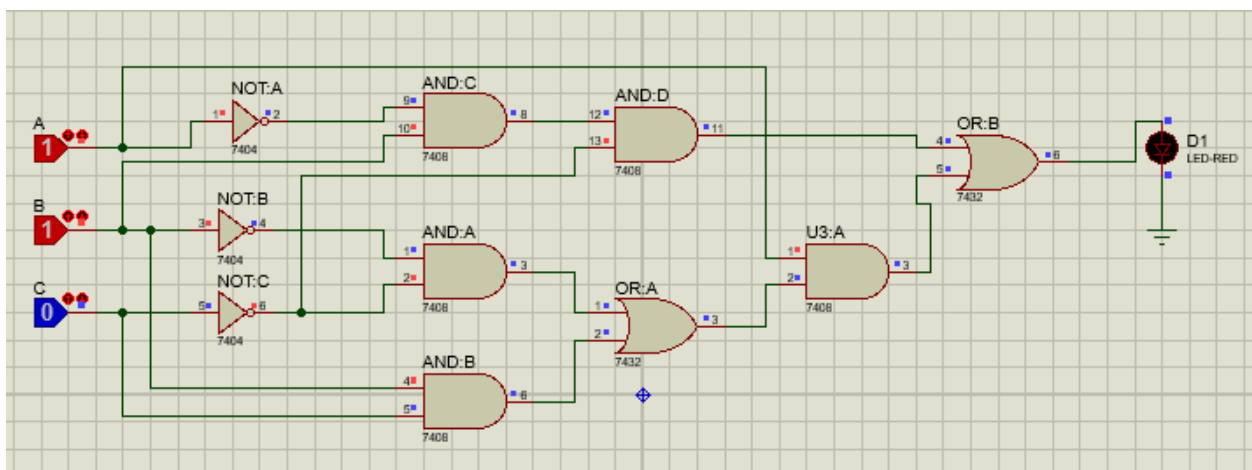 A
1
B
1
C
0
NOT:A
1
2
7404
NOT:B
3
4
7404
NOT:C
5
6
7404
AND:C
9
10
8
7408
AND:A
1
2
3
7408
AND:B
4
5
6
7408
AND:D
12
13
11
7408
OR:A
1
2
3
7432
U3:A
1
2
3
7408
OR:B
4
5
6
7432
D1
LED-RED